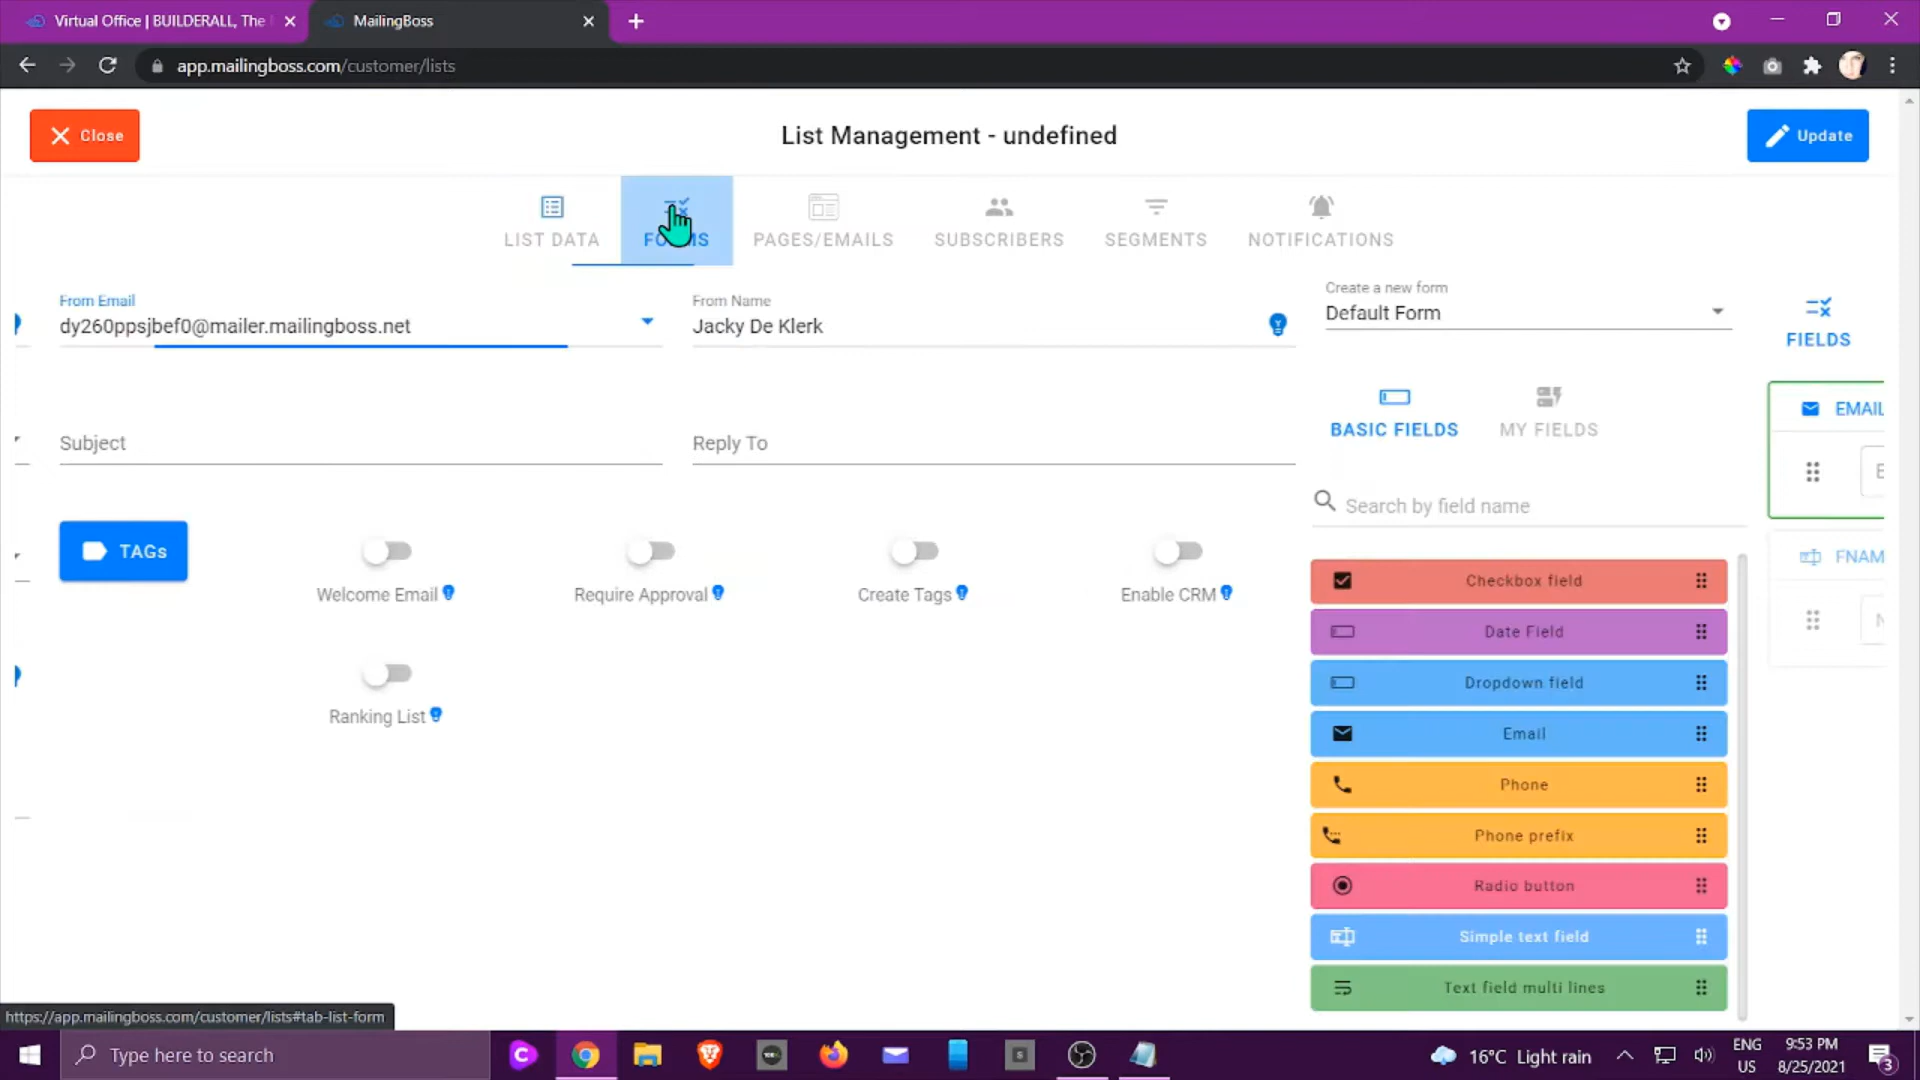 Virtual Office | BUILDERALL, The
MailingBoss
app.mailingboss.com/customer/lists
Close
List Management - undefined
Update
LIST DATA
FORMS
PAGES/EMAILS
SUBSCRIBERS
SEGMENTS
NOTIFICATIONS
From Email
dy260ppsjbef0@mailer.mailingboss.net
From Name
Jacky De Klerk
Create a new form
Default Form
FIELDS
BASIC FIELDS
MY FIELDS
EMAIL
Subject
Reply To
Search by field name
TAGs
Welcome Email
Require Approval
Create Tags
Enable CRM
Ranking List
FNAM
Checkbox field
Date Field
Dropdown field
Email
Phone
Phone prefix
Radio button
Simple text field
Text field multi lines
https://app.mailingboss.com/customer/lists#tab-list-form
Type here to search
16°C Light rain
ENG
US
9:53 PM
8/25/2021
3